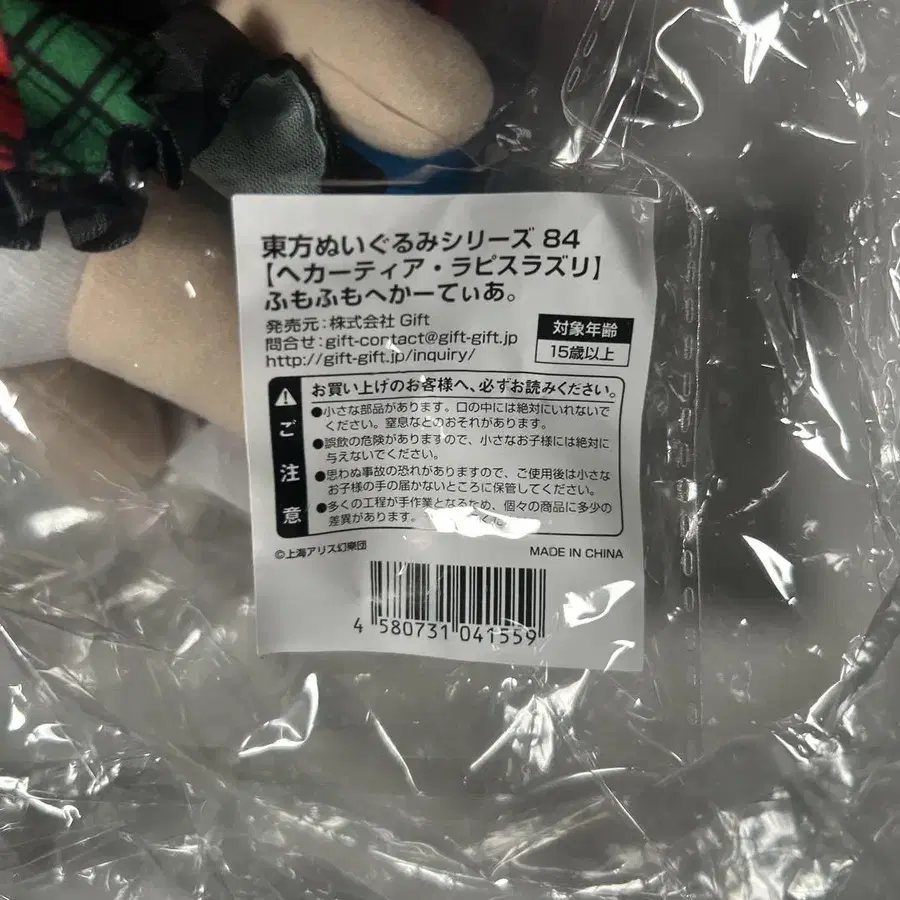 東方ぬいぐるみシリーズ 84
【ヘカーティア・ラピスラズリ】
ふもふもへかーてぃあ。
発売元:株式会社 Gift
問合せ:gift-contact@gift-gift.jp
http://gift-gift.jp/inquiry/
対象年齢
15歳以上
ご注意
お買い上げのお客様へ、必ずお読みください。
●小さな部品があります。口の中には絶対にいれないで
ください。窒息などのおそれがあります。
●誤飲の危険がありますので、小さなお子様には絶対に
与えないでください。
●思わぬ事故の恐れがありますので、ご使用後は小さな
お子様の手の届かないところに保管してください。
●多くの工程が手作業となるため、個々の商品に多少の
差異があります。
©上海アリス幻樂団
MADE IN CHINA
4 580731 041559